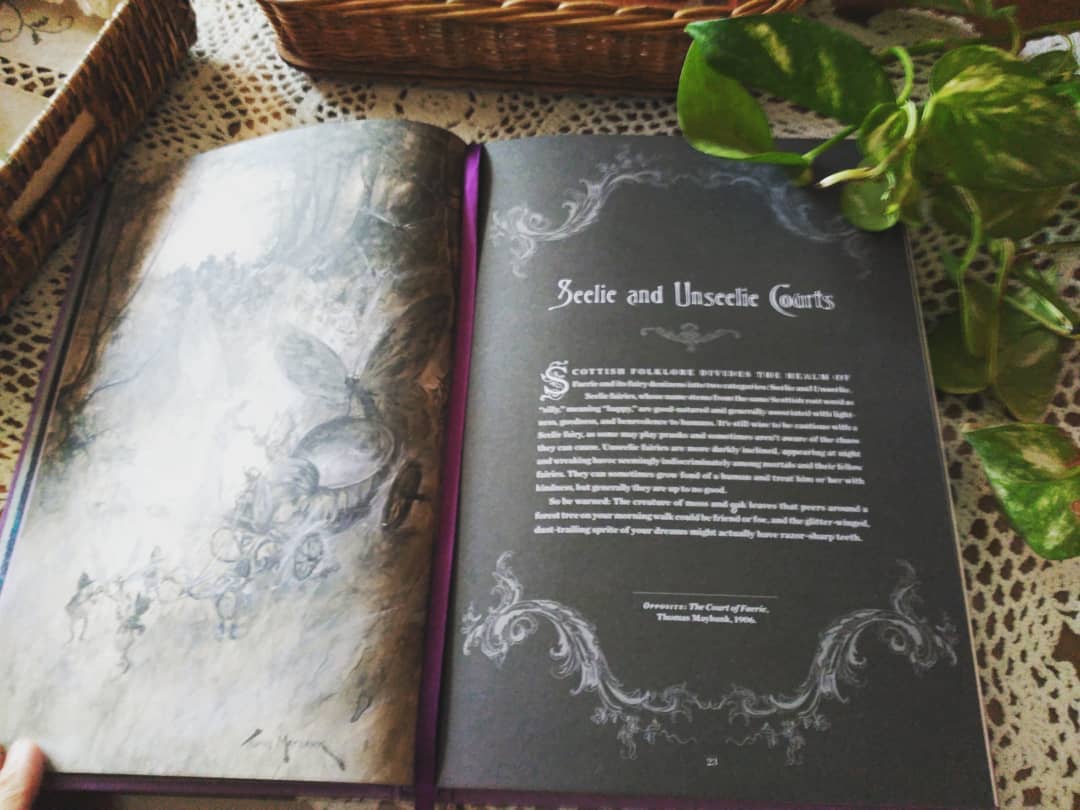 Seelie and Unseelie Courts
SCOTTISH FOLKLORE DIVIDES THE REALM OF
Faerie and its fairy denizens into two categories: Seelie and Unseelie.
Seelie fairies, whose name stems from the same Scottish root word as
"silly," meaning "happy," are good-natured and generally associated with light-
ness, goodness, and benevolence to humans. It's still wise to be cautious with a
Seelie fairy, as some may play pranks and sometimes aren't aware of the chaos
they can cause. Unseelie fairies are more darkly inclined, appearing at night
and wreaking havoc seemingly indiscriminately among mortals and their fellow
fairies. They can sometimes grow fond of a human and treat him or her with
kindness, but generally they are up to no good.
So be warned: The creature of moss and oak leaves that peers around a
forest tree on your morning walk could be friend or foe, and the glitter-winged,
dust-trailing sprite of your dreams might actually have razor-sharp teeth.
OPPOSITE: The Court of Faerie,
Thomas Maybank, 1906.
23